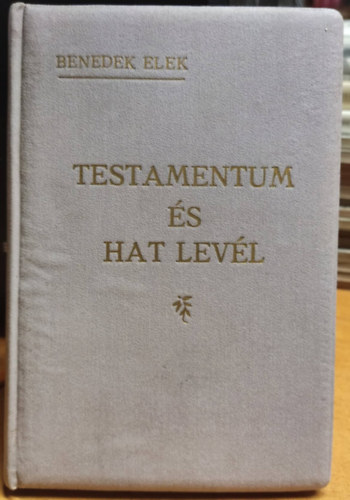 BENEDEK ELEK
TESTAMENTUM
ÉS
HAT LEVÉL